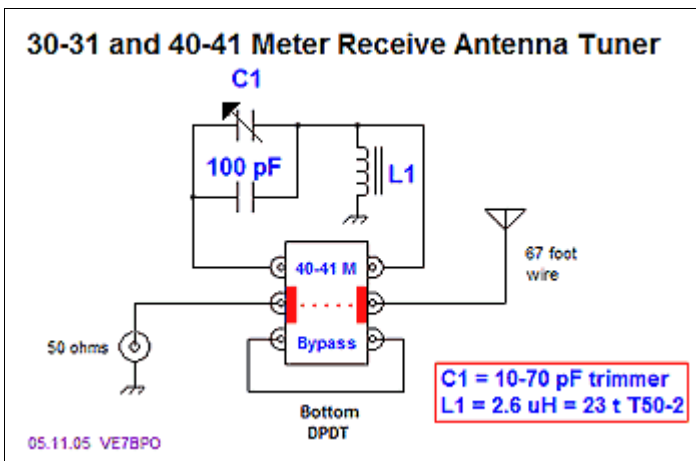 30-31 and 40-41 Meter Receive Antenna Tuner
C1
100 pF
L1
40-41 M
67 foot
wire
50 ohms
Bypass
C1 = 10-70 pF trimmer
L1 = 2.6 uH = 23 t T50-2
Bottom
DPDT
05.11.05 VE7BPO